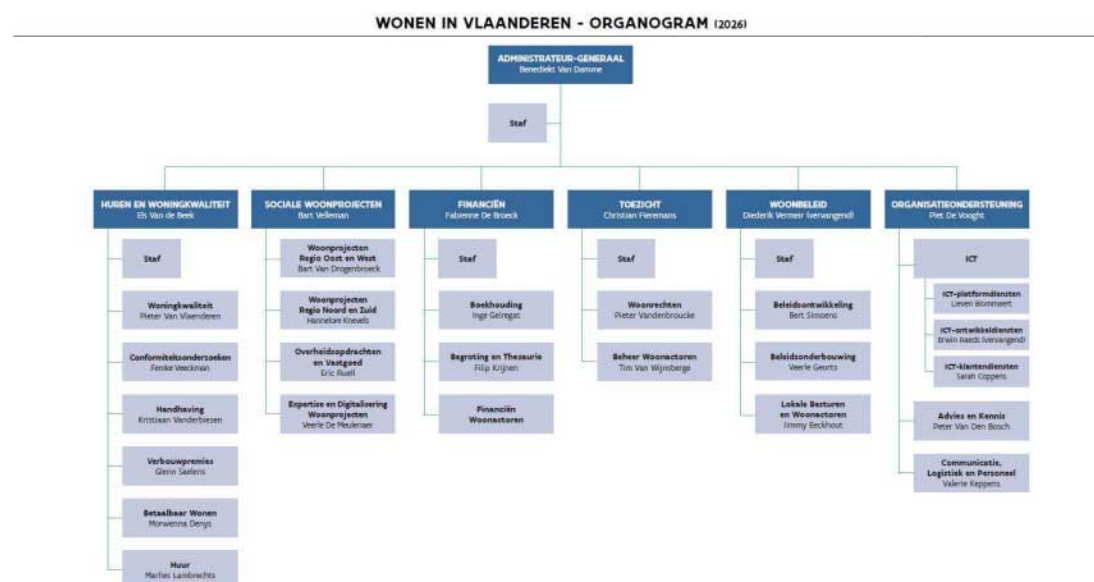 WONEN IN VLAANDEREN - ORGANOGRAM (2026)
ADMINISTRATEUR-GENERAAL
Benediekt Van Damme
Staf
HUREN EN WONINGKWALITEIT
Els Van de Beek
Staf
Woningkwaliteit
Pieter Van Vlaenderen
Conformiteitsonderzoeken
Femke Veeckman
Handhaving
Kristiaan Vanderbiesen
Verbouwpremies
Glenn Saelens
Betaalbaar Wonen
Morwenna Denys
Huur
Marlies Lambrechts
SOCIALE WOONPROJECTEN
Bart Velleman
Woonprojecten
Regio Oost en West
Bart Van Drogenbroeck
Woonprojecten
Regio Noord en Zuid
Hannelore Knevels
Overheidsopdrachten
en Vastgoed
Eric Ruell
Expertise en Digitalisering
Woonprojecten
Veerle De Meulenaer
FINANCIËN
Fabienne De Broeck
Staf
Boekhouding
Inge Geiregat
Begroting en Thesaurie
Filip Krijnen
Financiën
Woonactoren
TOEZICHT
Christian Fieremans
Staf
Woonrechten
Pieter Vandenbroucke
Beheer Woonactoren
Tim Van Wijnsberge
WOONBELEID
Diederik Vermeir (vervangend)
Staf
Beleidsontwikkeling
Bert Simoens
Beleidsonderbouwing
Veerle Geurts
Lokale Besturen
en Woonactoren
Jimmy Eeckhout
ORGANISATIEONDERSTEUNING
Piet De Vooght
ICT
ICT-platformdiensten
Lieven Blommaert
ICT-ontwikkeldiensten
Erwin Raeds (vervangend)
ICT-klantendiensten
Sarah Coppens
Advies en Kennis
Peter Van Den Bosch
Communicatie,
Logistiek en Personeel
Valerie Keppens